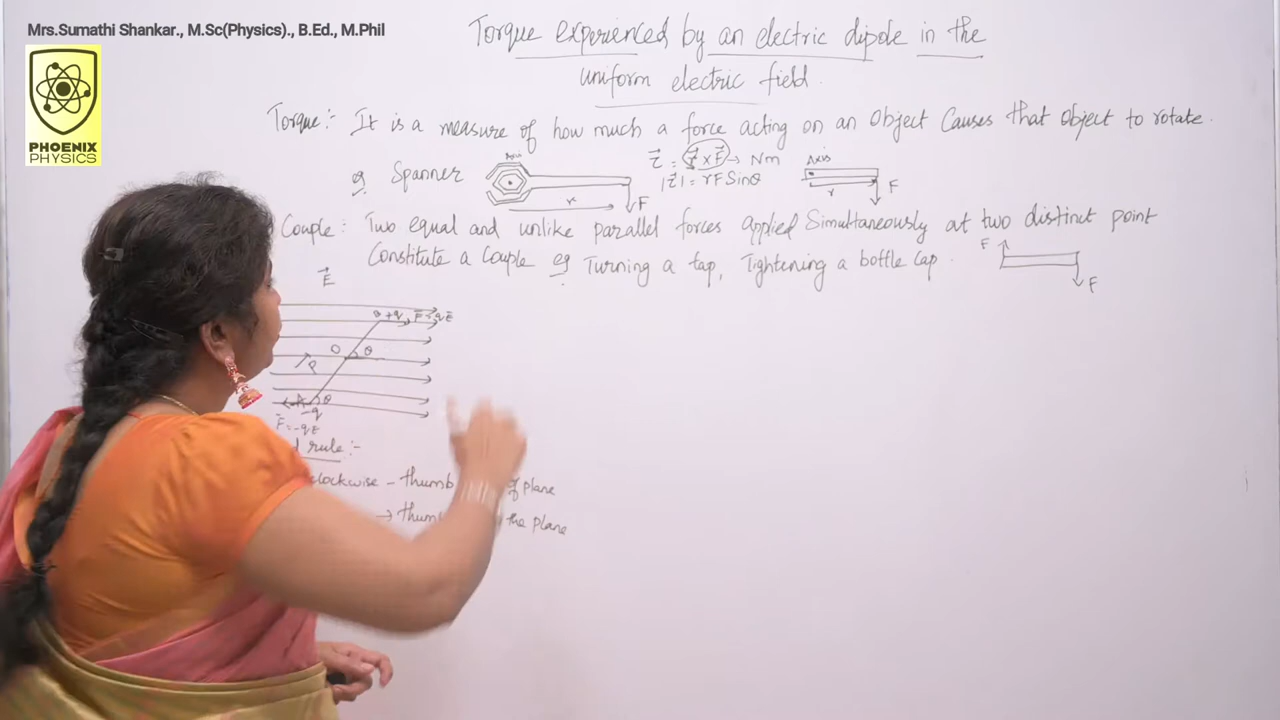 Mrs.Sumathi Shankar., M.Sc(Physics)., B.Ed., M.Phil
PHOENIX
PHYSICS
Torque experienced by an electric dipole in the
uniform electric field.
Torque:- It is a measure of how much a force acting on an Object Causes that object to rotate.
eg Spanner
Axis
r
F
τ⃗ = r⃗ × F⃗ → Nm
|τ⃗| = rFSinθ
Axis
r
F
Couple: Two equal and unlike parallel forces applied Simultaneously at two distinct point
Constitute a Couple eg Turning a tap, Tightening a bottle cap.
F
F
E⃗
B +q F⃗=qE
O θ
P
A θ
-q
F⃗=-qE
rule:-
clockwise - thumb of plane
→ the plane